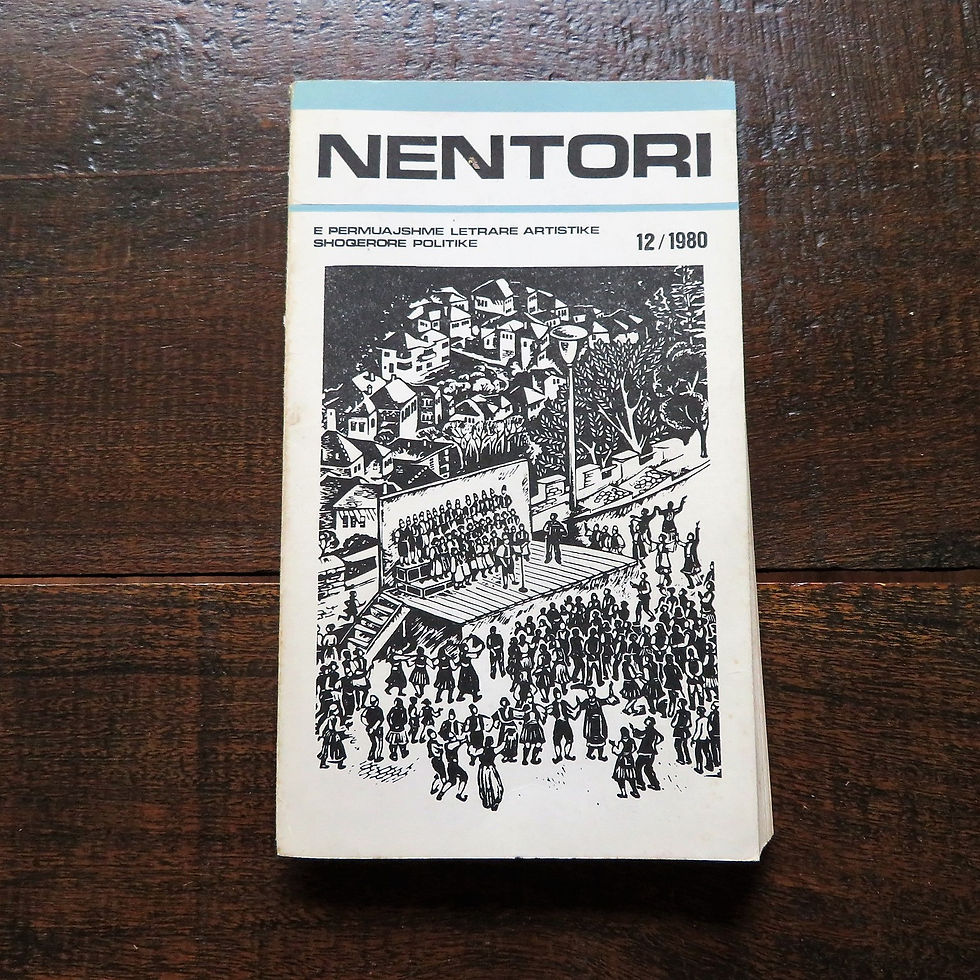 NENTORI
E PERMUAJSHME LETRARE ARTISTIKE
SHOQERORE POLITIKE
12/1980